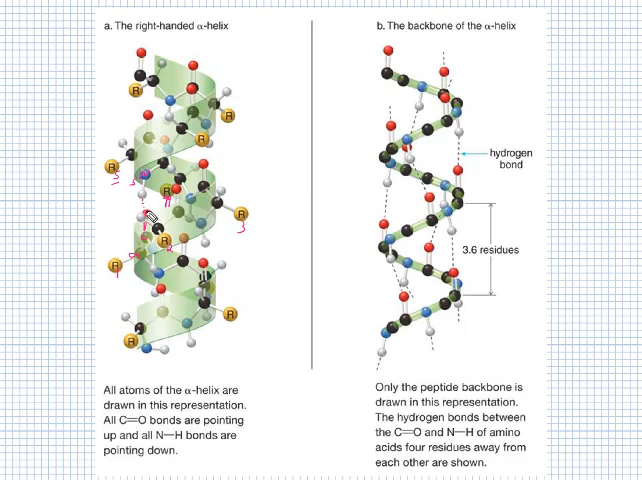 a. The right-handed α-helix
b. The backbone of the α-helix
R
R
R
R
R
R
R
R
R
R
hydrogen
bond
3.6 residues
All atoms of the α-helix are
drawn in this representation.
All C=O bonds are pointing
up and all N—H bonds are
pointing down.
Only the peptide backbone is
drawn in this representation.
The hydrogen bonds between
the C=O and N—H of amino
acids four residues away from
each other are shown.